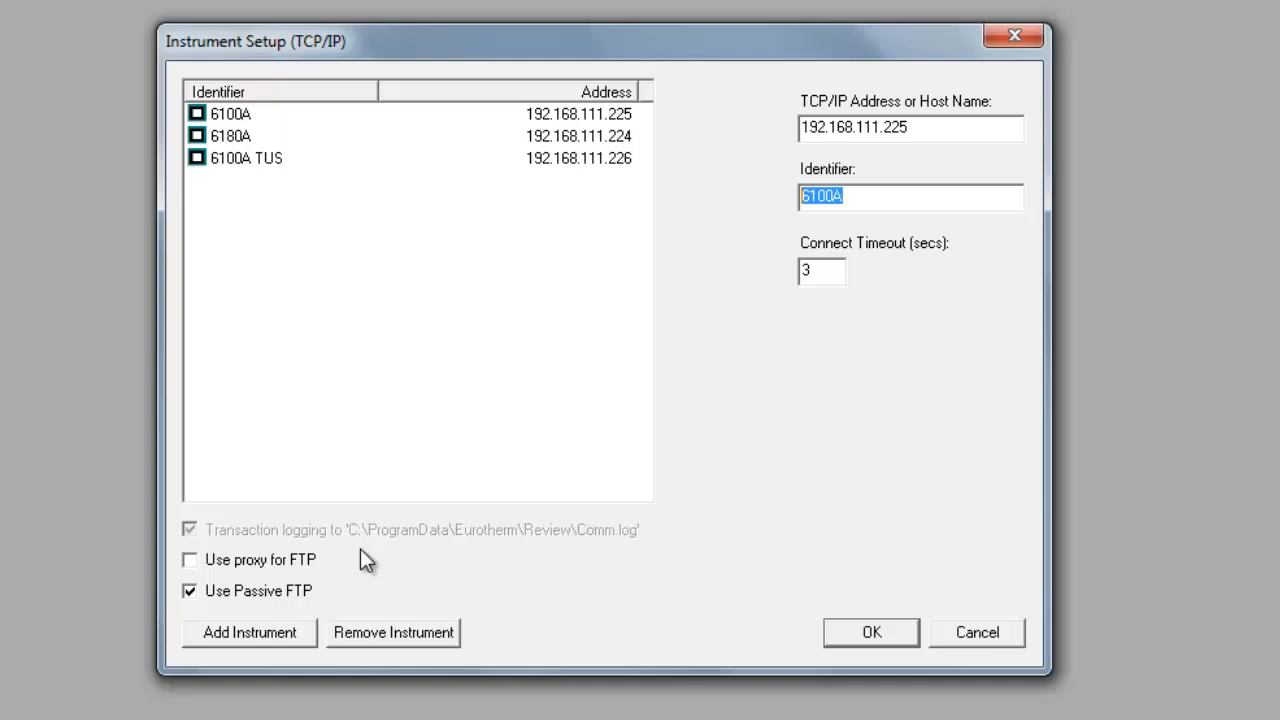 Instrument Setup (TCP/IP)
Identifier Address
6100A 192.168.111.225
6180A 192.168.111.224
6100A TUS 192.168.111.226
TCP/IP Address or Host Name:
192.168.111.225
Identifier:
6100A
Connect Timeout (secs):
3
Transaction logging to 'C:\ProgramData\Eurotherm\Review\Comm.log'
Use proxy for FTP
Use Passive FTP
Add Instrument Remove Instrument OK Cancel